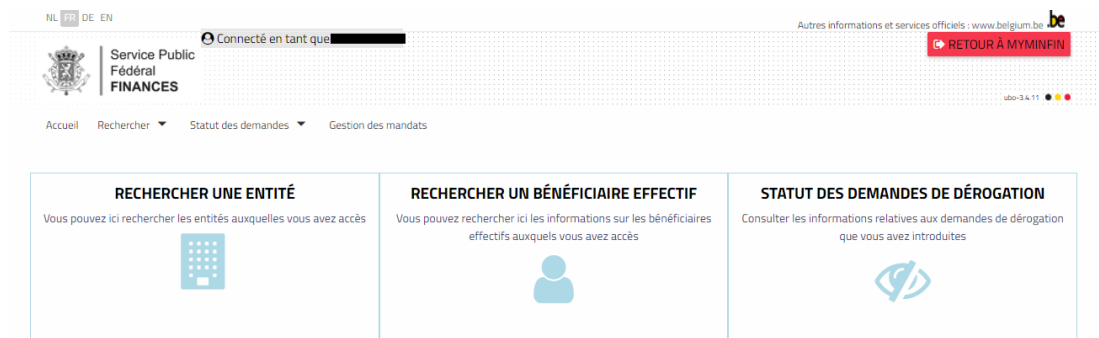 NL FR DE EN
Autres informations et services officiels : www.belgium.be .be
Connecté en tant que
RETOUR À MYMINFIN
Service Public
Fédéral
FINANCES
ubo-3.4.11
Accueil Rechercher Statut des demandes Gestion des mandats
RECHERCHER UNE ENTITÉ
Vous pouvez ici rechercher les entités auxquelles vous avez accès
RECHERCHER UN BÉNÉFICIAIRE EFFECTIF
Vous pouvez rechercher ici les informations sur les bénéficiaires
effectifs auxquels vous avez accès
STATUT DES DEMANDES DE DÉROGATION
Consulter les informations relatives aux demandes de dérogation
que vous avez introduites